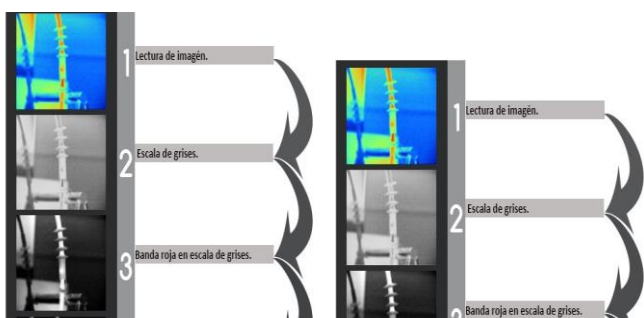 1 Lectura de imagén.
2 Escala de grises.
3 Banda roja en escala de grises.
1 Lectura de imagén.
2 Escala de grises.
3 Banda roja en escala de grises.